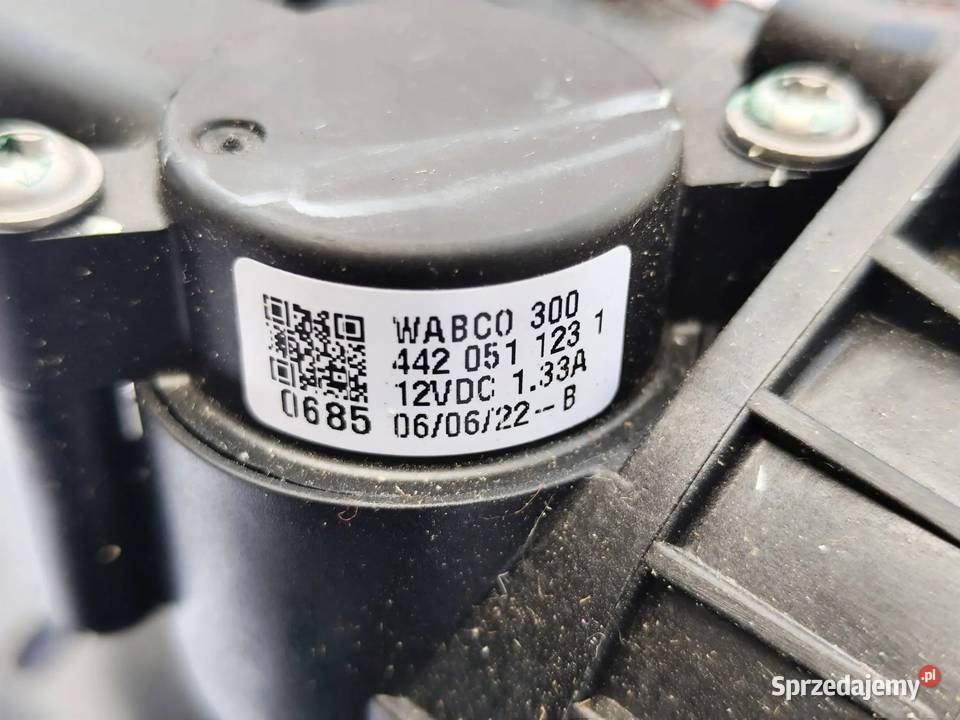 WABCO 300
442 051 123 1
12VDC 1.33A
0685 06/06/22-- B
Sprzedajemy.pl